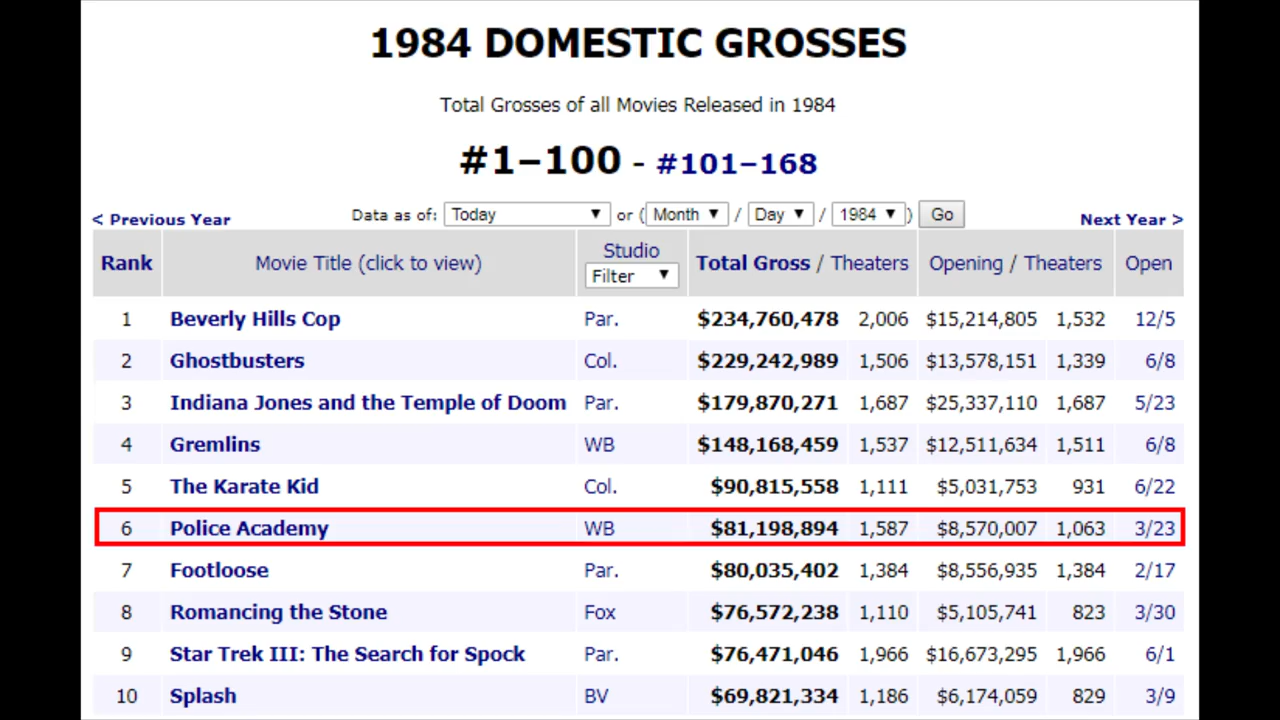 1984 DOMESTIC GROSSES
Total Grosses of all Movies Released in 1984
#1–100 - #101–168
< Previous Year Data as of: Today ▼ or ( Month ▼ / Day ▼ / 1984 ▼ ) Go Next Year >
Rank Movie Title (click to view) Studio Filter ▼ Total Gross / Theaters Opening / Theaters Open
1 Beverly Hills Cop Par. $234,760,478 2,006 $15,214,805 1,532 12/5
2 Ghostbusters Col. $229,242,989 1,506 $13,578,151 1,339 6/8
3 Indiana Jones and the Temple of Doom Par. $179,870,271 1,687 $25,337,110 1,687 5/23
4 Gremlins WB $148,168,459 1,537 $12,511,634 1,511 6/8
5 The Karate Kid Col. $90,815,558 1,111 $5,031,753 931 6/22
6 Police Academy WB $81,198,894 1,587 $8,570,007 1,063 3/23
7 Footloose Par. $80,035,402 1,384 $8,556,935 1,384 2/17
8 Romancing the Stone Fox $76,572,238 1,110 $5,105,741 823 3/30
9 Star Trek III: The Search for Spock Par. $76,471,046 1,966 $16,673,295 1,966 6/1
10 Splash BV $69,821,334 1,186 $6,174,059 829 3/9